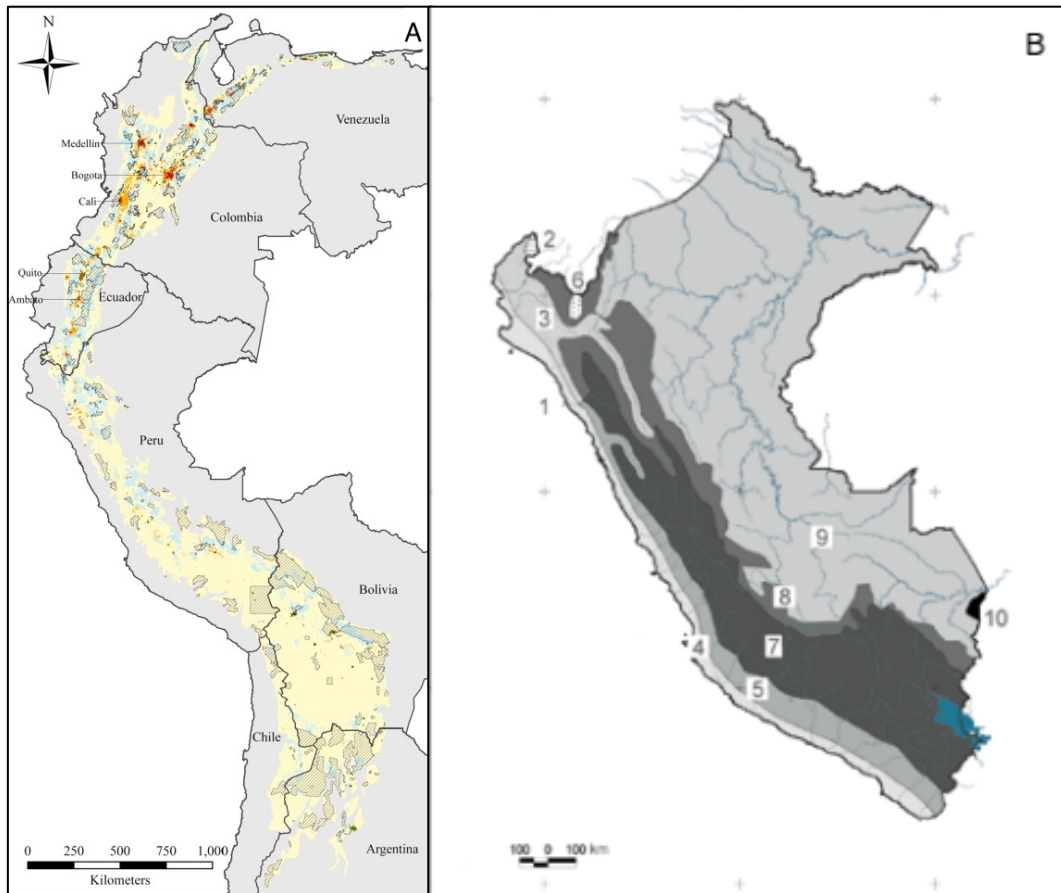 A
N
Venezuela
Medellín
Bogota
Cali
Colombia
Quito
Ambato
Ecuador
Peru
Bolivia
Chile
Argentina
0 250 500 750 1,000
Kilometers
B
2
6
3
1
9
8
10
7
4
5
100 0 100 km